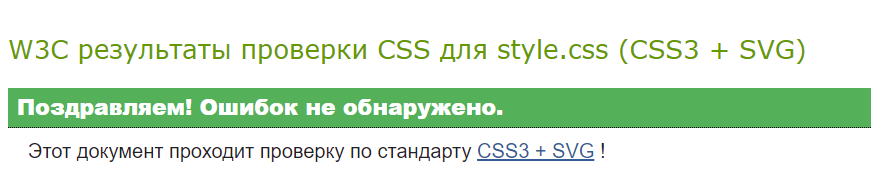 W3C результаты проверки CSS для style.css (CSS3 + SVG)
Поздравляем! Ошибок не обнаружено.
Этот документ проходит проверку по стандарту CSS3 + SVG !